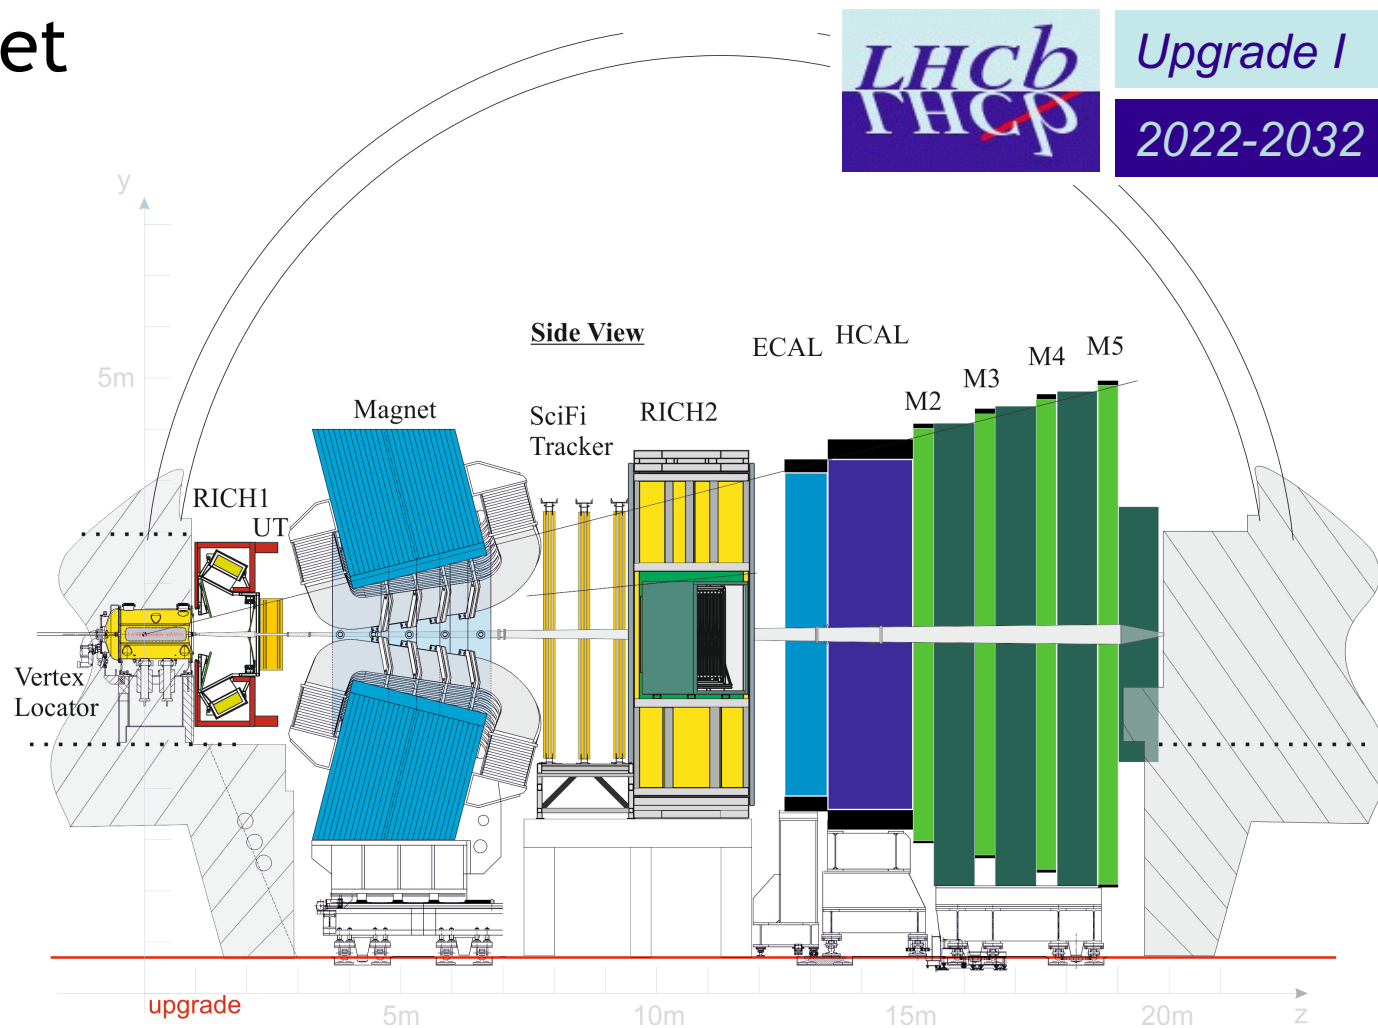 et
LHCb
LHCb
Upgrade I
2022-2032
y
5m
Side View
ECAL
HCAL
M2
M3
M4
M5
Magnet
SciFi
Tracker
RICH2
RICH1
UT
Vertex
Locator
upgrade
5m
10m
15m
20m
z